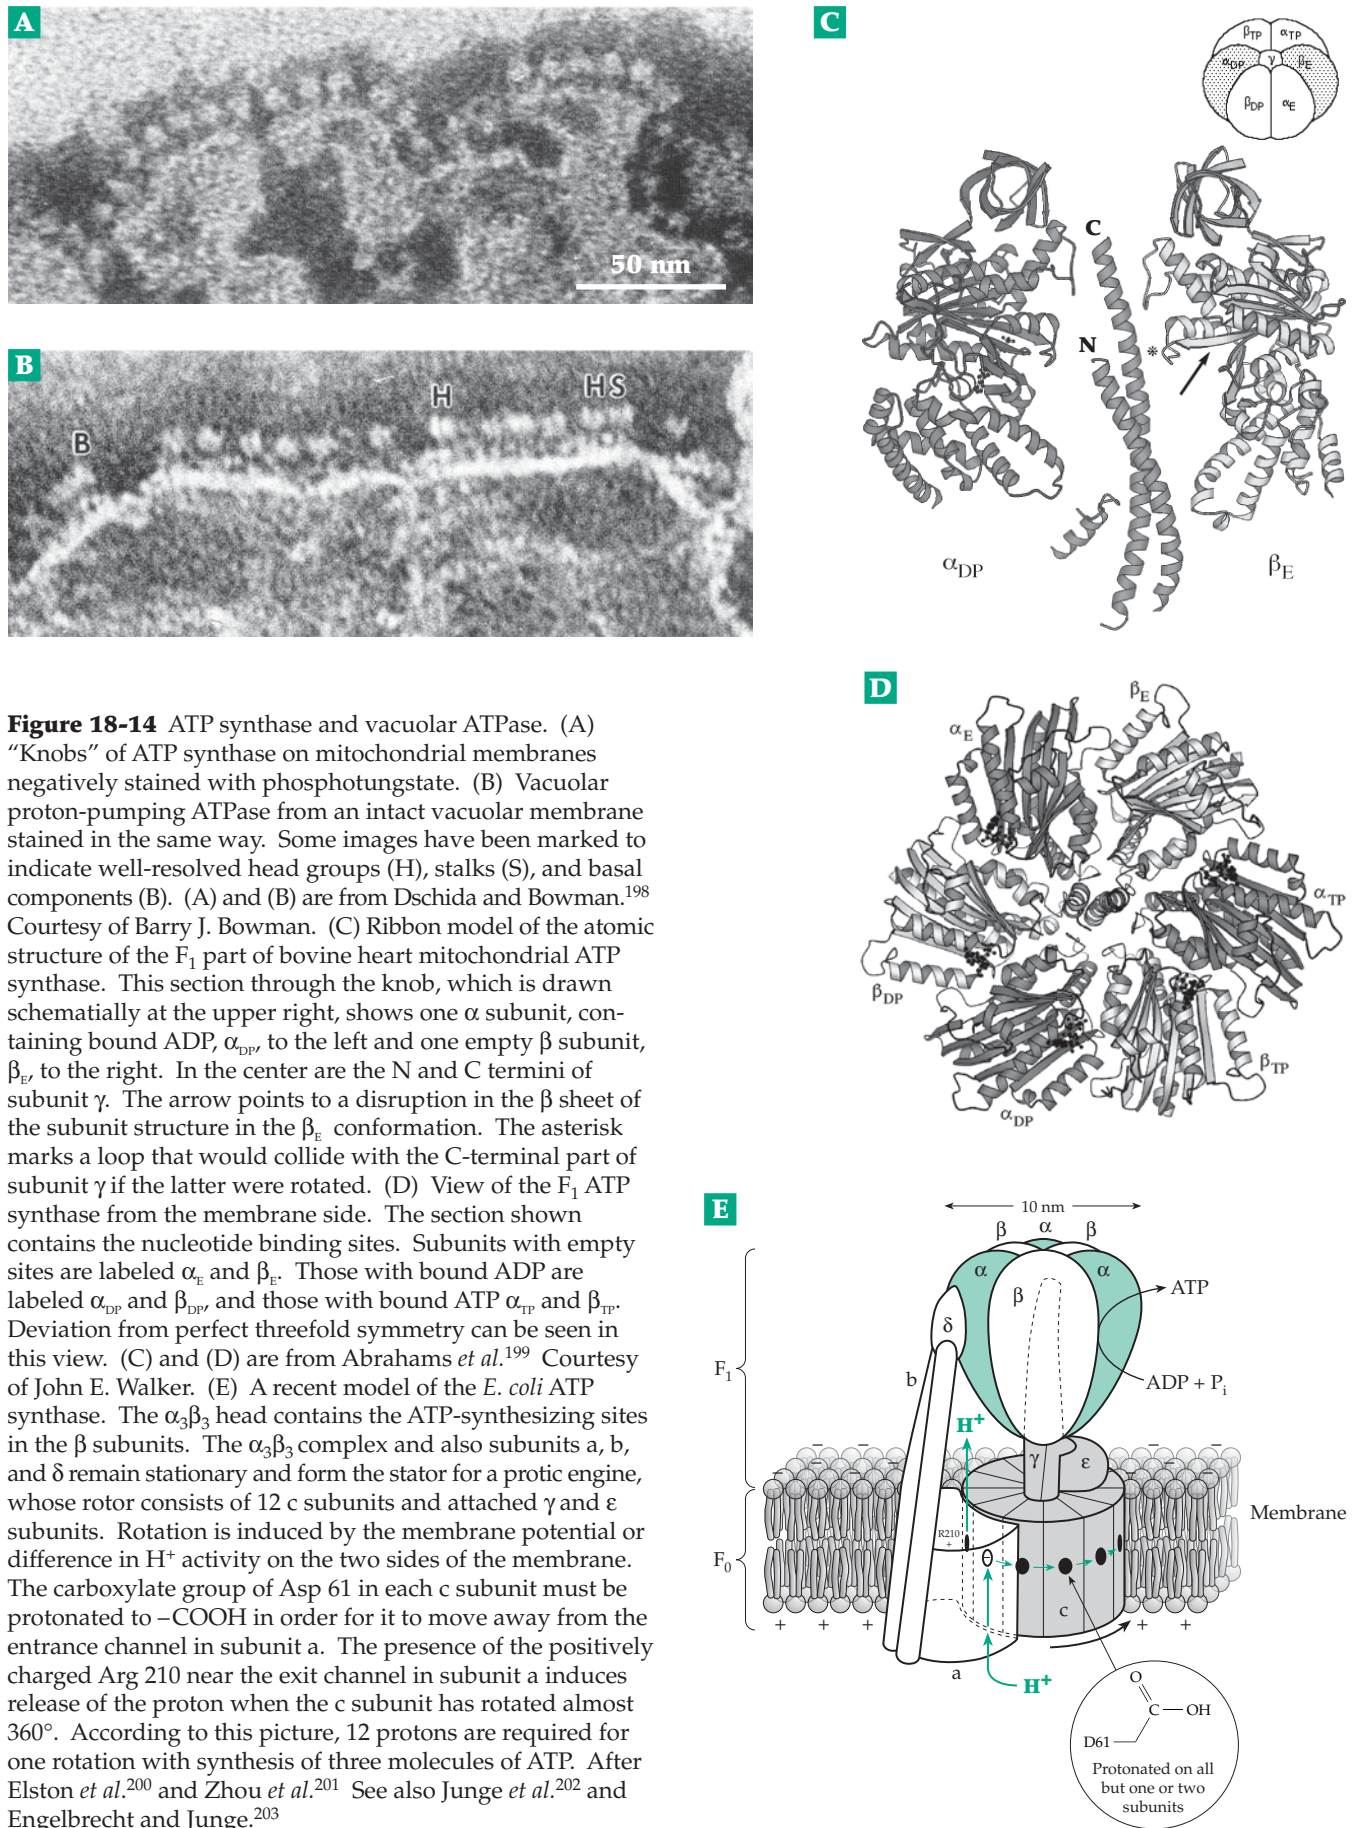 A
50 nm
B
B
H
H S
C
βTP αTP
αDP γ βE
βDP αE
C
N
*
αDP
βE
D
βE
αE
αTP
βDP
βTP
αDP
Figure 18-14 ATP synthase and vacuolar ATPase. (A)
“Knobs” of ATP synthase on mitochondrial membranes
negatively stained with phosphotungstate. (B) Vacuolar
proton-pumping ATPase from an intact vacuolar membrane
stained in the same way. Some images have been marked to
indicate well-resolved head groups (H), stalks (S), and basal
components (B). (A) and (B) are from Dschida and Bowman.198
Courtesy of Barry J. Bowman. (C) Ribbon model of the atomic
structure of the F1 part of bovine heart mitochondrial ATP
synthase. This section through the knob, which is drawn
schematially at the upper right, shows one α subunit, con-
taining bound ADP, αDP, to the left and one empty β subunit,
βE, to the right. In the center are the N and C termini of
subunit γ. The arrow points to a disruption in the β sheet of
the subunit structure in the βE conformation. The asterisk
marks a loop that would collide with the C-terminal part of
subunit γ if the latter were rotated. (D) View of the F1 ATP
synthase from the membrane side. The section shown
contains the nucleotide binding sites. Subunits with empty
sites are labeled αE and βE. Those with bound ADP are
labeled αDP and βDP, and those with bound ATP αTP and βTP.
Deviation from perfect threefold symmetry can be seen in
this view. (C) and (D) are from Abrahams et al.199 Courtesy
of John E. Walker. (E) A recent model of the E. coli ATP
synthase. The α3β3 head contains the ATP-synthesizing sites
in the β subunits. The α3β3 complex and also subunits a, b,
and δ remain stationary and form the stator for a protic engine,
whose rotor consists of 12 c subunits and attached γ and ε
subunits. Rotation is induced by the membrane potential or
difference in H+ activity on the two sides of the membrane.
The carboxylate group of Asp 61 in each c subunit must be
protonated to –COOH in order for it to move away from the
entrance channel in subunit a. The presence of the positively
charged Arg 210 near the exit channel in subunit a induces
release of the proton when the c subunit has rotated almost
360°. According to this picture, 12 protons are required for
one rotation with synthesis of three molecules of ATP. After
Elston et al.200 and Zhou et al.201 See also Junge et al.202 and
Engelbrecht and Junge.203
E
10 nm
β α β
α β α
ATP
δ
F1
b
ADP + Pi
H+
γ ε
– – – –
– – – –
Membrane
R210
+
–
F0
c
+ + + + +
a
H+
O
C — OH
D61
Protonated on all
but one or two
subunits